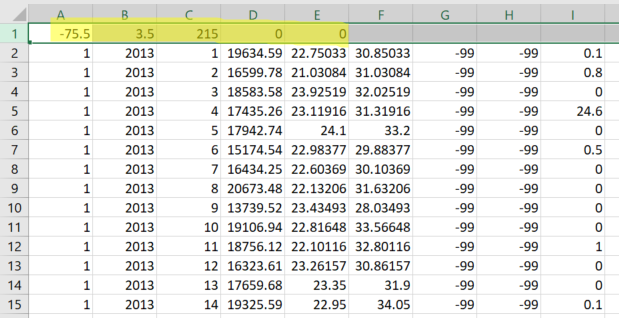 A B C D E F G H I
1 -75.5 3.5 215 0 0
2 1 2013 1 19634.59 22.75033 30.85033 -99 -99 0.1
3 1 2013 2 16599.78 21.03084 31.03084 -99 -99 0.8
4 1 2013 3 18583.58 23.92519 32.02519 -99 -99 0
5 1 2013 4 17435.26 23.11916 31.31916 -99 -99 24.6
6 1 2013 5 17942.74 24.1 33.2 -99 -99 0
7 1 2013 6 15174.54 22.98377 29.88377 -99 -99 0.5
8 1 2013 7 16434.25 22.60369 30.10369 -99 -99 0
9 1 2013 8 20673.48 22.13206 31.63206 -99 -99 0
10 1 2013 9 13739.52 23.43493 28.03493 -99 -99 0
11 1 2013 10 19106.94 22.81648 33.56648 -99 -99 0
12 1 2013 11 18756.12 22.10116 32.80116 -99 -99 1
13 1 2013 12 16323.61 23.26157 30.86157 -99 -99 0
14 1 2013 13 17659.68 23.35 31.9 -99 -99 0
15 1 2013 14 19325.59 22.95 34.05 -99 -99 0.1